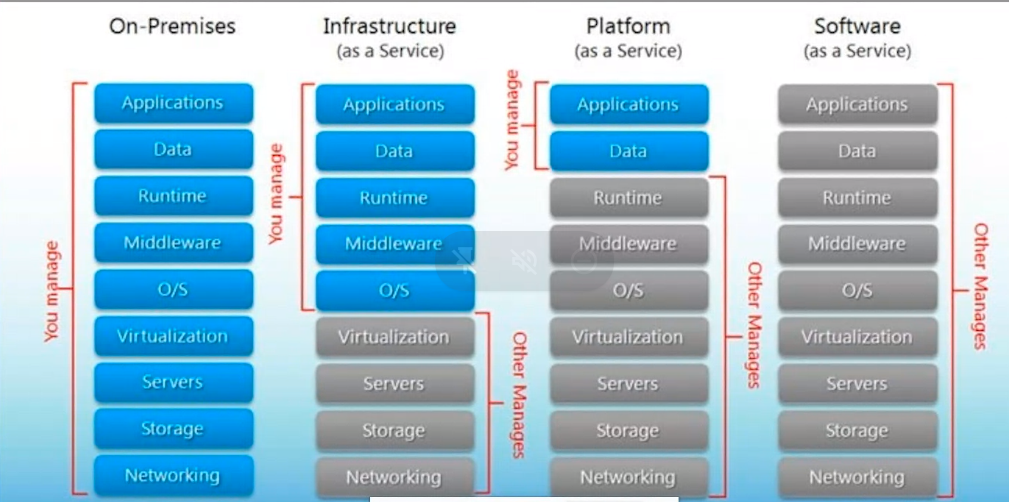 On-Premises
Infrastructure
(as a Service)
Platform
(as a Service)
Software
(as a Service)
You manage
Applications
Data
Runtime
Middleware
O/S
Virtualization
Servers
Storage
Networking
You manage
Applications
Data
Runtime
Middleware
O/S
Virtualization
Servers
Storage
Networking
Other Manages
You manage
Applications
Data
Runtime
Middleware
O/S
Virtualization
Servers
Storage
Networking
Other Manages
Applications
Data
Runtime
Middleware
O/S
Virtualization
Servers
Storage
Networking
Other Manages